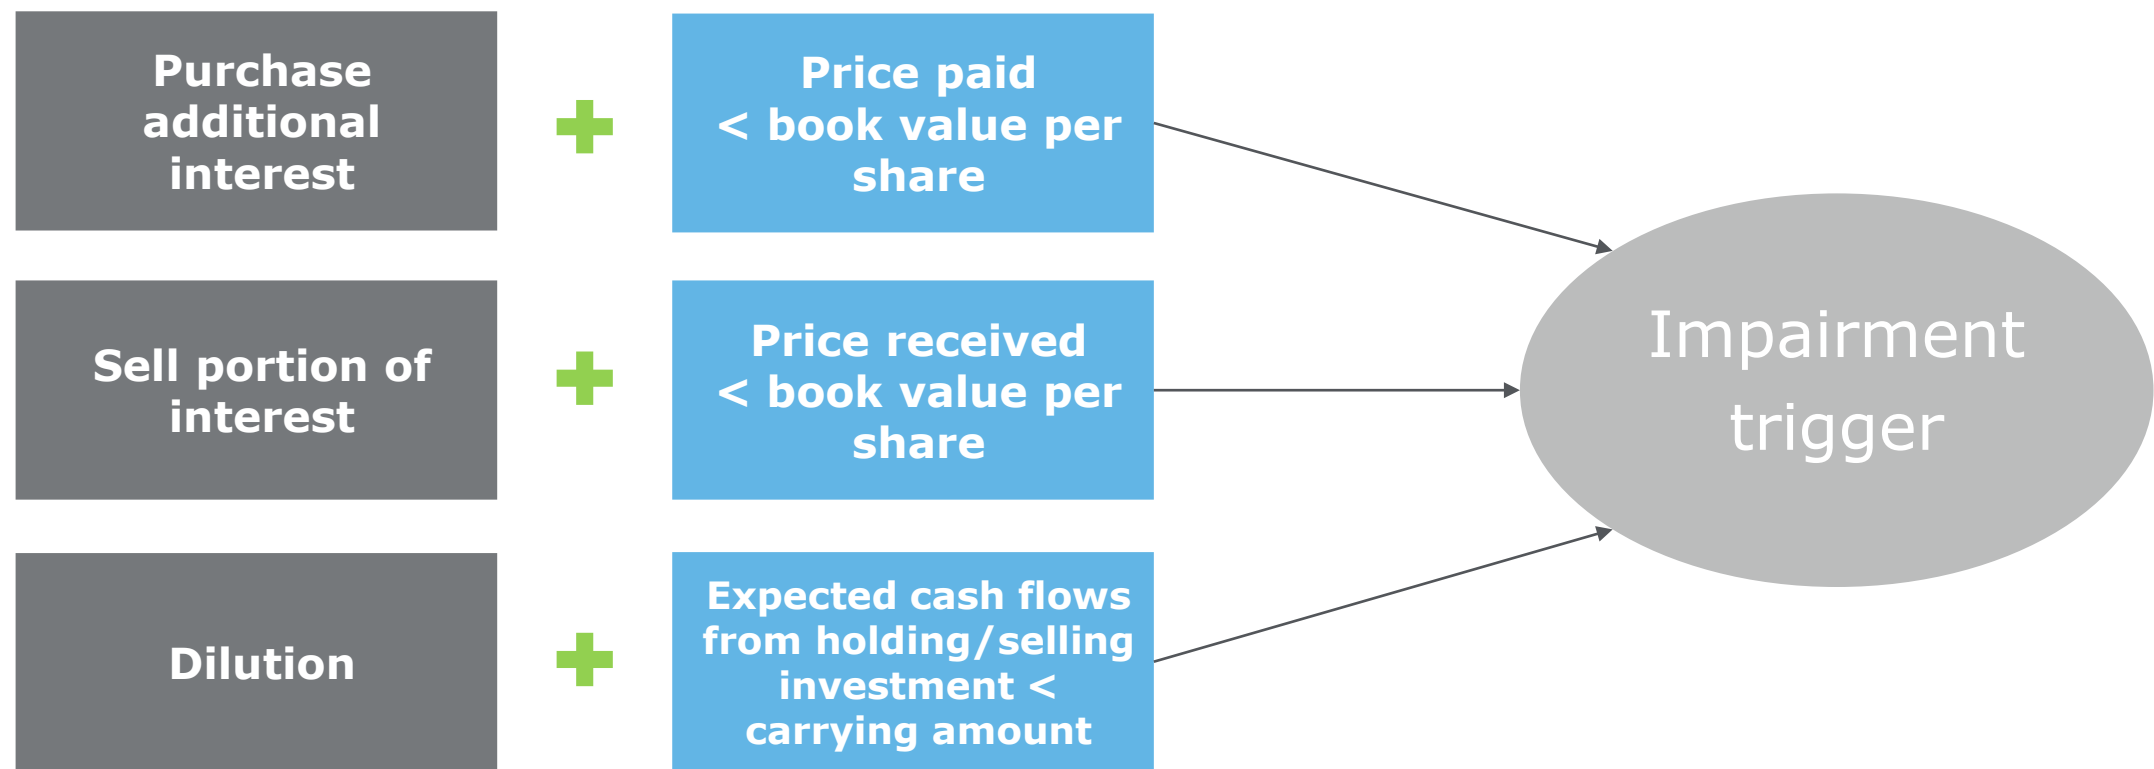 Purchase
additional
interest
Price paid
< book value per
share
Sell portion of
interest
Price received
< book value per
share
Impairment
trigger
Dilution
Expected cash flows
from holding/selling
investment <
carrying amount